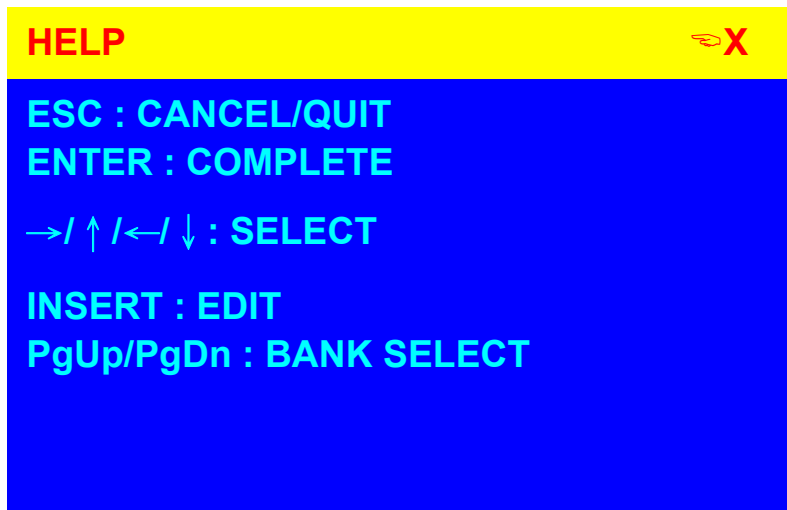 HELP ☜X
ESC : CANCEL/QUIT
ENTER : COMPLETE
→/ ↑ /←/ ↓ : SELECT
INSERT : EDIT
PgUp/PgDn : BANK SELECT